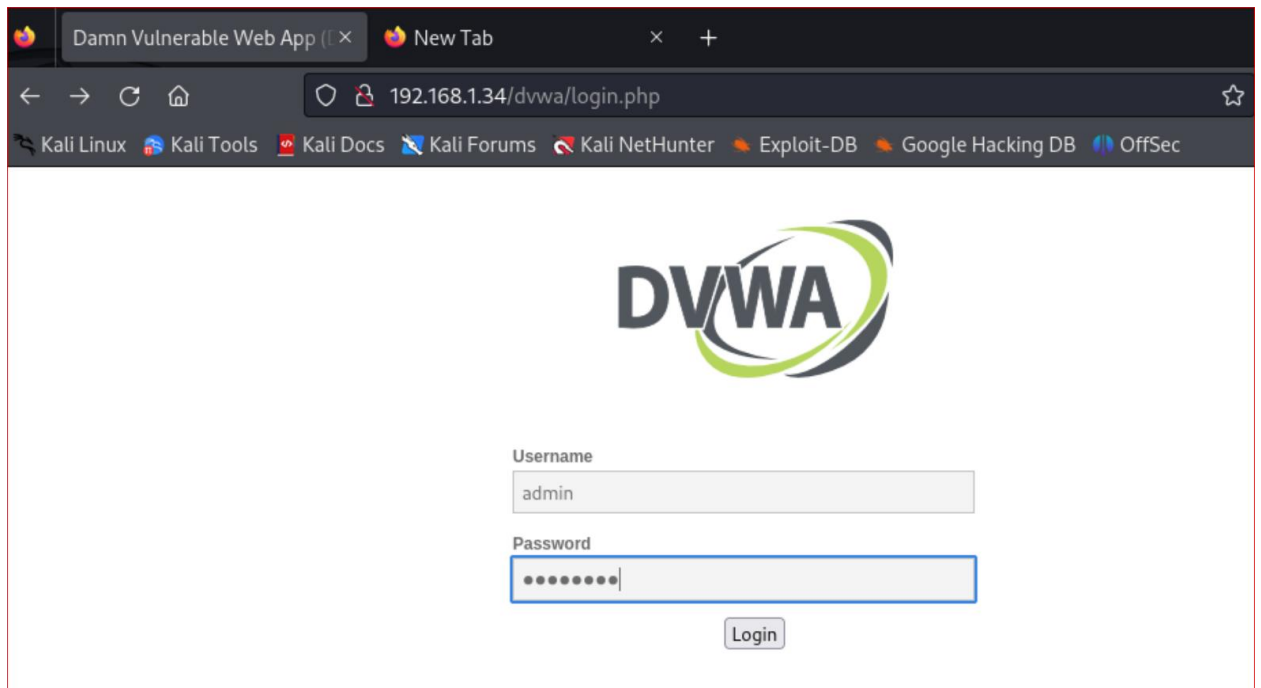 Damn Vulnerable Web App (D New Tab
192.168.1.34/dvwa/login.php
Kali Linux Kali Tools Kali Docs Kali Forums Kali NetHunter Exploit-DB Google Hacking DB OffSec
DVWA
Username
admin
Password
Login